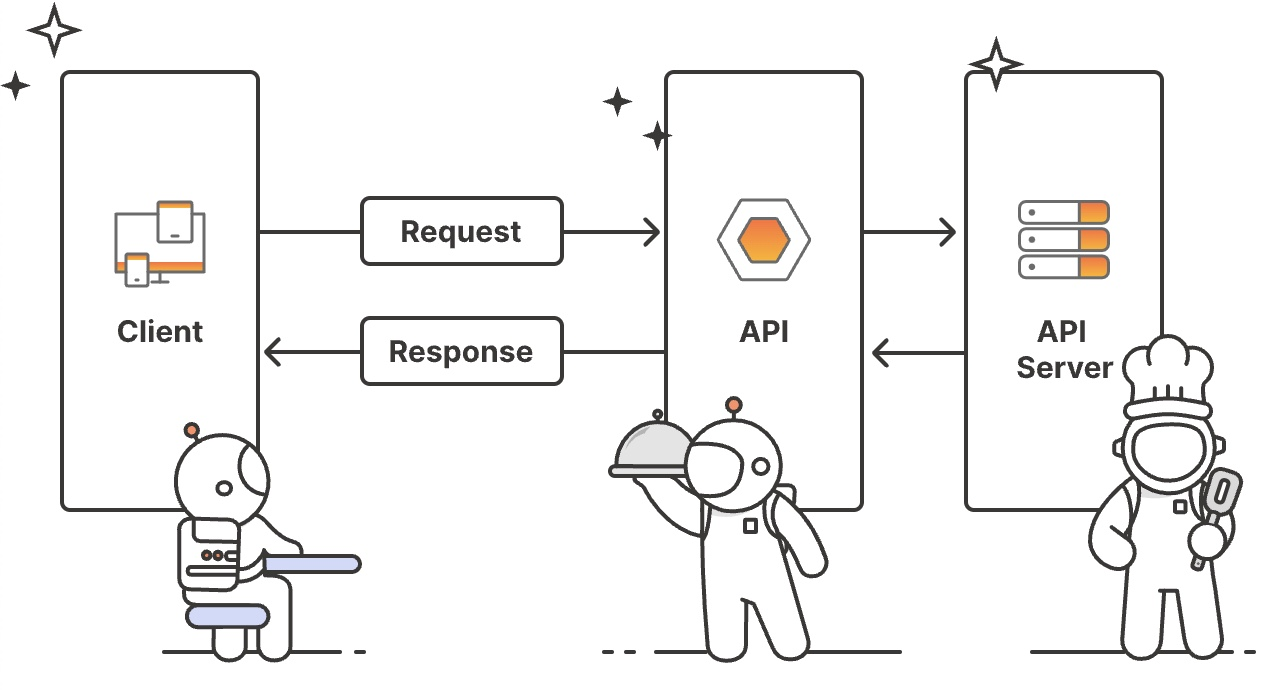 Client
Request
Response
API
API
Server